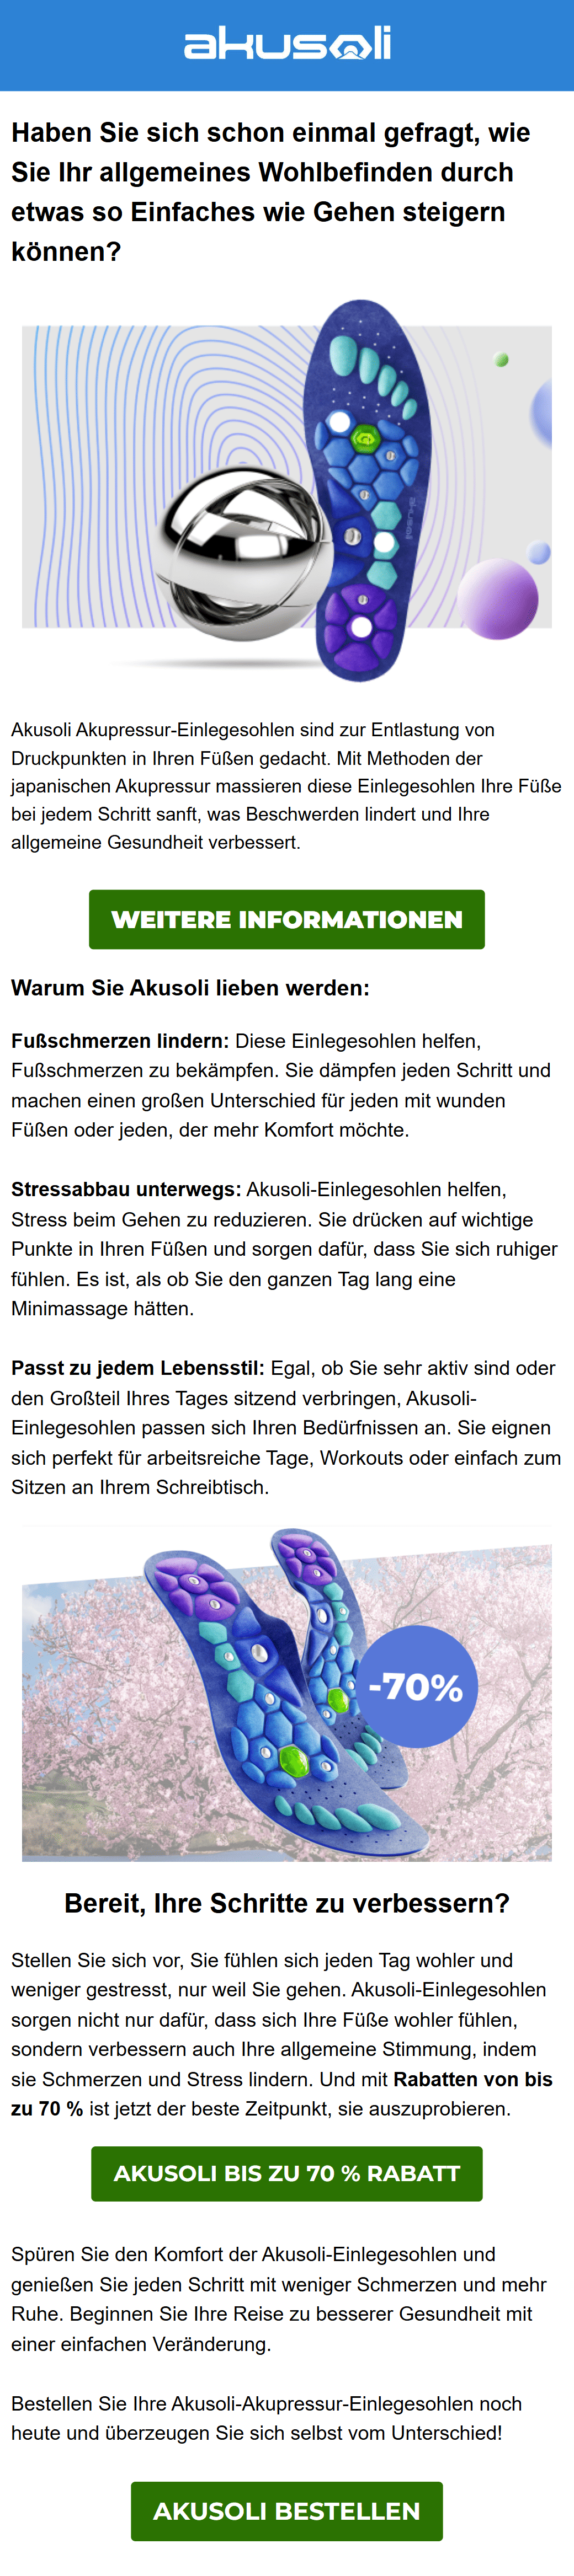 akusoli
Haben Sie sich schon einmal gefragt, wie
Sie Ihr allgemeines Wohlbefinden durch
etwas so Einfaches wie Gehen steigern
können?
akusoli
Akusoli Akupressur-Einlegesohlen sind zur Entlastung von
Druckpunkten in Ihren Füßen gedacht. Mit Methoden der
japanischen Akupressur massieren diese Einlegesohlen Ihre Füße
bei jedem Schritt sanft, was Beschwerden lindert und Ihre
allgemeine Gesundheit verbessert.
WEITERE INFORMATIONEN
Warum Sie Akusoli lieben werden:
Fußschmerzen lindern: Diese Einlegesohlen helfen,
Fußschmerzen zu bekämpfen. Sie dämpfen jeden Schritt und
machen einen großen Unterschied für jeden mit wunden
Füßen oder jeden, der mehr Komfort möchte.
Stressabbau unterwegs: Akusoli-Einlegesohlen helfen,
Stress beim Gehen zu reduzieren. Sie drücken auf wichtige
Punkte in Ihren Füßen und sorgen dafür, dass Sie sich ruhiger
fühlen. Es ist, als ob Sie den ganzen Tag lang eine
Minimassage hätten.
Passt zu jedem Lebensstil: Egal, ob Sie sehr aktiv sind oder
den Großteil Ihres Tages sitzend verbringen, Akusoli-
Einlegesohlen passen sich Ihren Bedürfnissen an. Sie eignen
sich perfekt für arbeitsreiche Tage, Workouts oder einfach zum
Sitzen an Ihrem Schreibtisch.
-70%
Bereit, Ihre Schritte zu verbessern?
Stellen Sie sich vor, Sie fühlen sich jeden Tag wohler und
weniger gestresst, nur weil Sie gehen. Akusoli-Einlegesohlen
sorgen nicht nur dafür, dass sich Ihre Füße wohler fühlen,
sondern verbessern auch Ihre allgemeine Stimmung, indem
sie Schmerzen und Stress lindern. Und mit Rabatten von bis
zu 70 % ist jetzt der beste Zeitpunkt, sie auszuprobieren.
AKUSOLI BIS ZU 70 % RABATT
Spüren Sie den Komfort der Akusoli-Einlegesohlen und
genießen Sie jeden Schritt mit weniger Schmerzen und mehr
Ruhe. Beginnen Sie Ihre Reise zu besserer Gesundheit mit
einer einfachen Veränderung.
Bestellen Sie Ihre Akusoli-Akupressur-Einlegesohlen noch
heute und überzeugen Sie sich selbst vom Unterschied!
AKUSOLI BESTELLEN